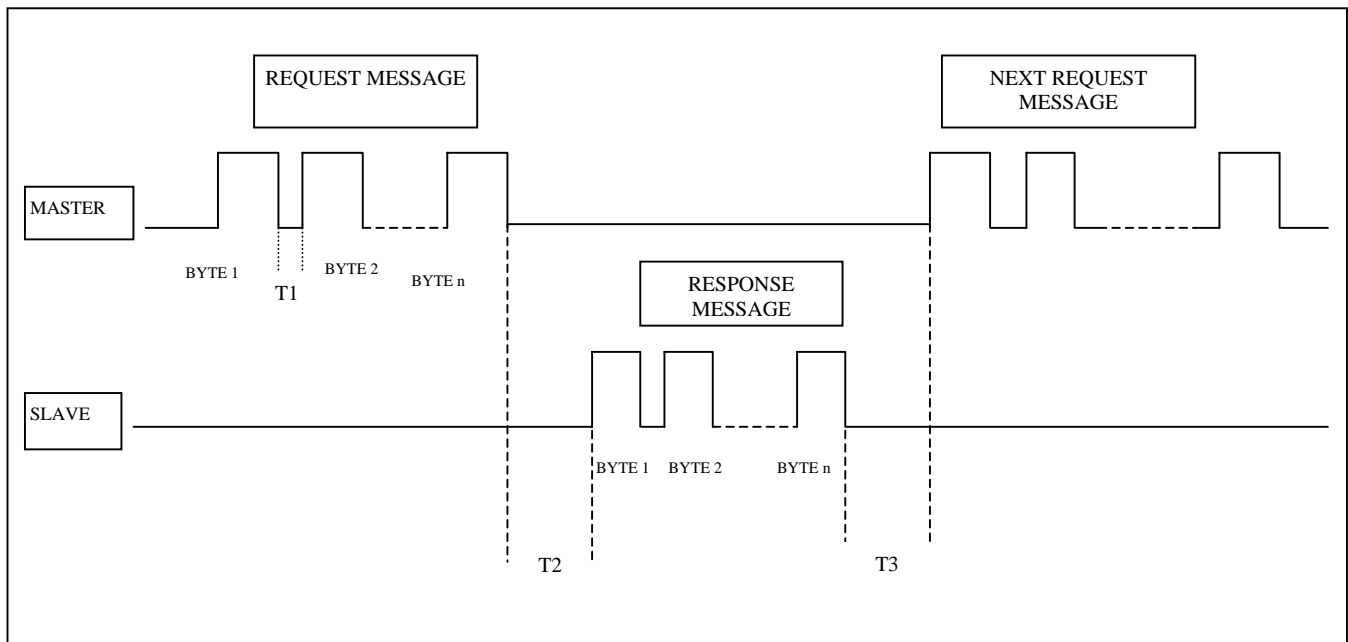 REQUEST MESSAGE
NEXT REQUEST
MESSAGE
MASTER
BYTE 1
T1
BYTE 2
BYTE n
RESPONSE
MESSAGE
SLAVE
BYTE 1
BYTE 2
BYTE n
T2
T3